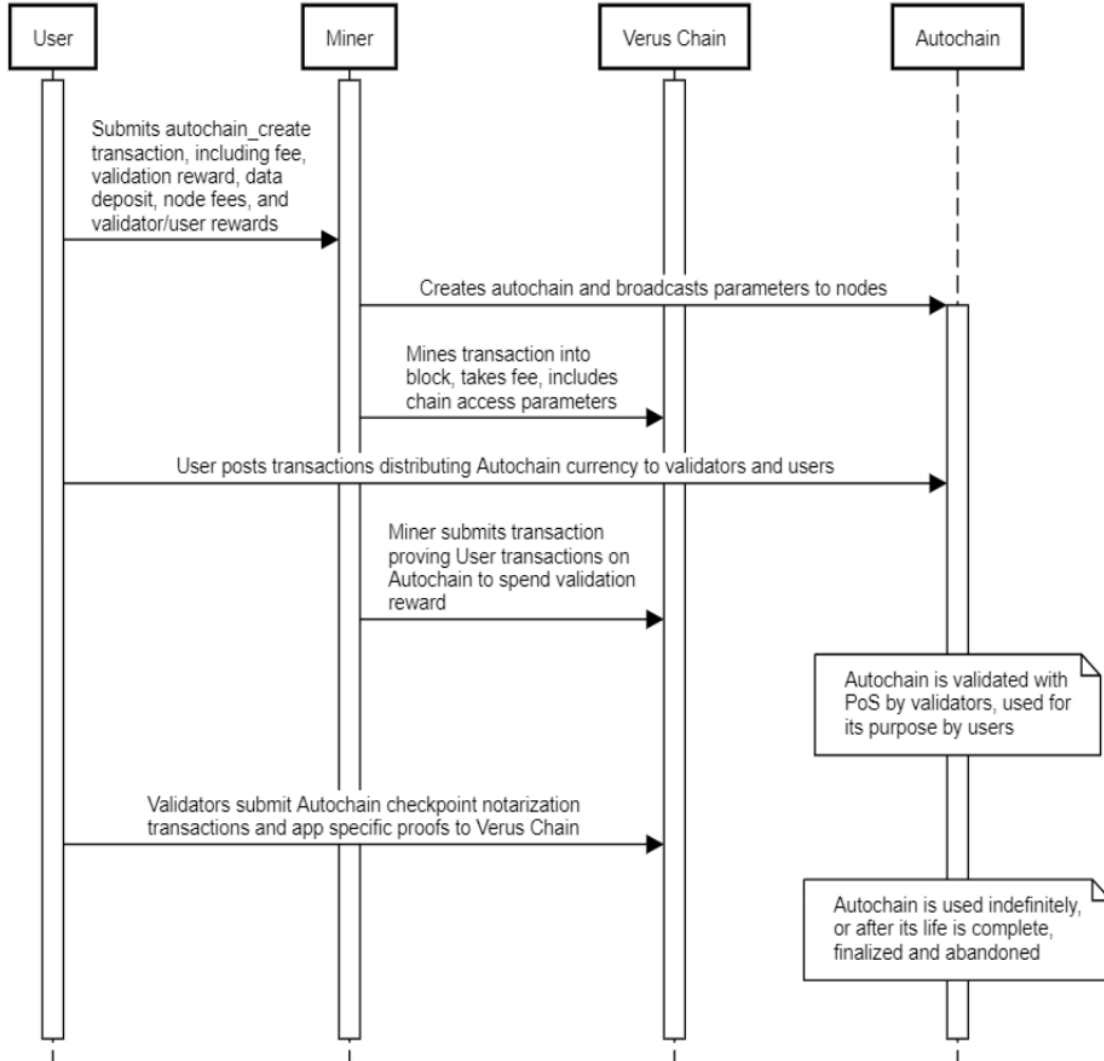 User
Miner
Verus Chain
Autochain
Submits autochain_create
transaction, including fee,
validation reward, data
deposit, node fees, and
validator/user rewards
Creates autochain and broadcasts parameters to nodes
Mines transaction into
block, takes fee, includes
chain access parameters
User posts transactions distributing Autochain currency to validators and users
Miner submits transaction
proving User transactions on
Autochain to spend validation
reward
Autochain is validated with
PoS by validators, used for
its purpose by users
Validators submit Autochain checkpoint notarization
transactions and app specific proofs to Verus Chain
Autochain is used indefinitely,
or after its life is complete,
finalized and abandoned